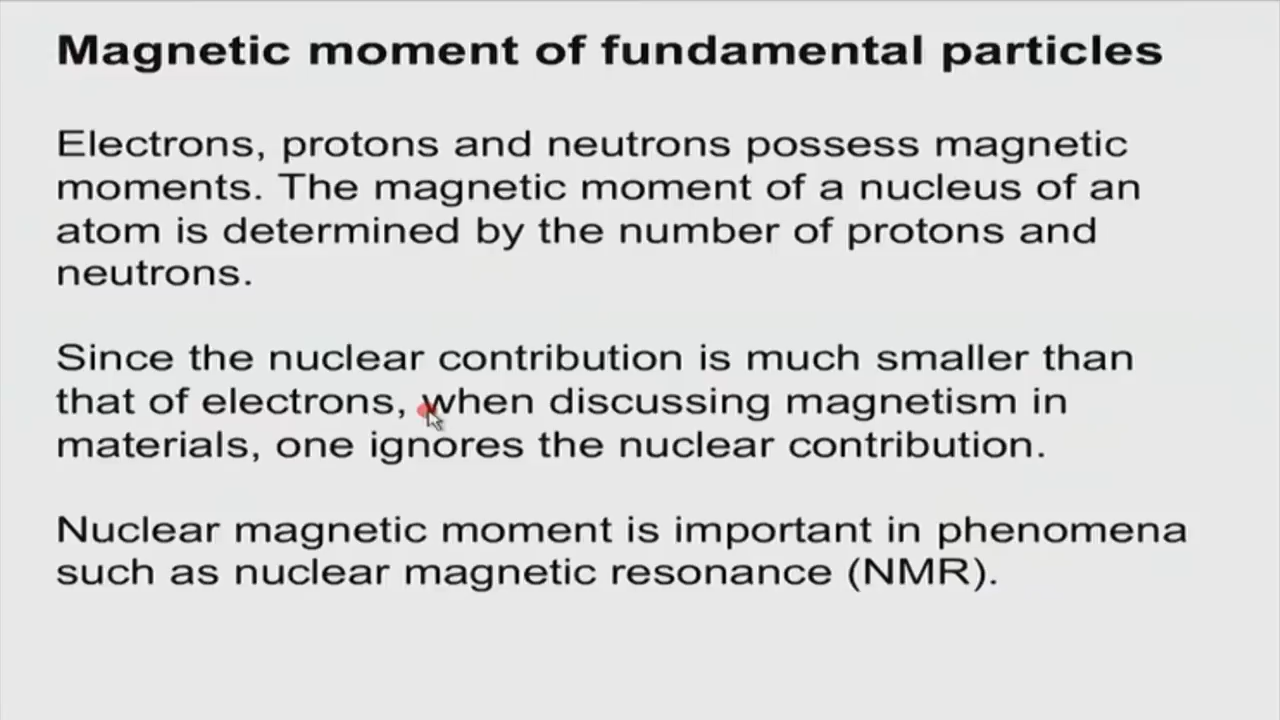 Magnetic moment of fundamental particles
Electrons, protons and neutrons possess magnetic
moments. The magnetic moment of a nucleus of an
atom is determined by the number of protons and
neutrons.
Since the nuclear contribution is much smaller than
that of electrons, when discussing magnetism in
materials, one ignores the nuclear contribution.
Nuclear magnetic moment is important in phenomena
such as nuclear magnetic resonance (NMR).